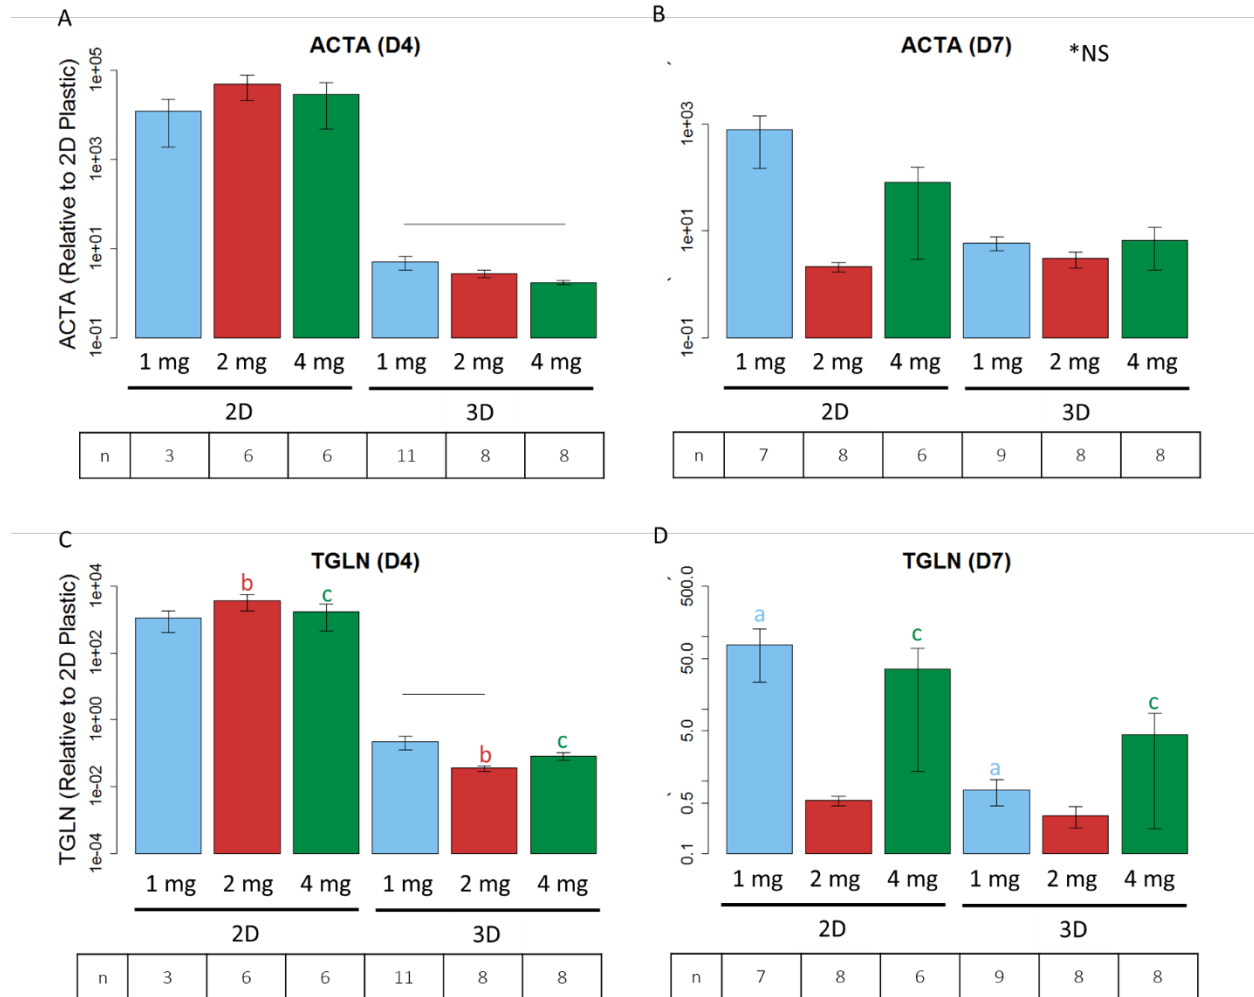 A
ACTA (D4)
ACTA (Relative to 2D Plastic)
1e+05
1e+03
1e+01
1e-01
1 mg 2 mg 4 mg 1 mg 2 mg 4 mg
2D 3D
n 3 6 6 11 8 8
B
ACTA (D7)
*NS
1e+03
1e+01
1e-01
1 mg 2 mg 4 mg 1 mg 2 mg 4 mg
2D 3D
n 7 8 6 9 8 8
C
TGLN (D4)
TGLN (Relative to 2D Plastic)
1e+04
1e+02
1e+00
1e-02
1e-04
b c b c
1 mg 2 mg 4 mg 1 mg 2 mg 4 mg
2D 3D
n 3 6 6 11 8 8
D
TGLN (D7)
500.0
50.0
5.0
0.5
0.1
a c a c
1 mg 2 mg 4 mg 1 mg 2 mg 4 mg
2D 3D
n 7 8 6 9 8 8